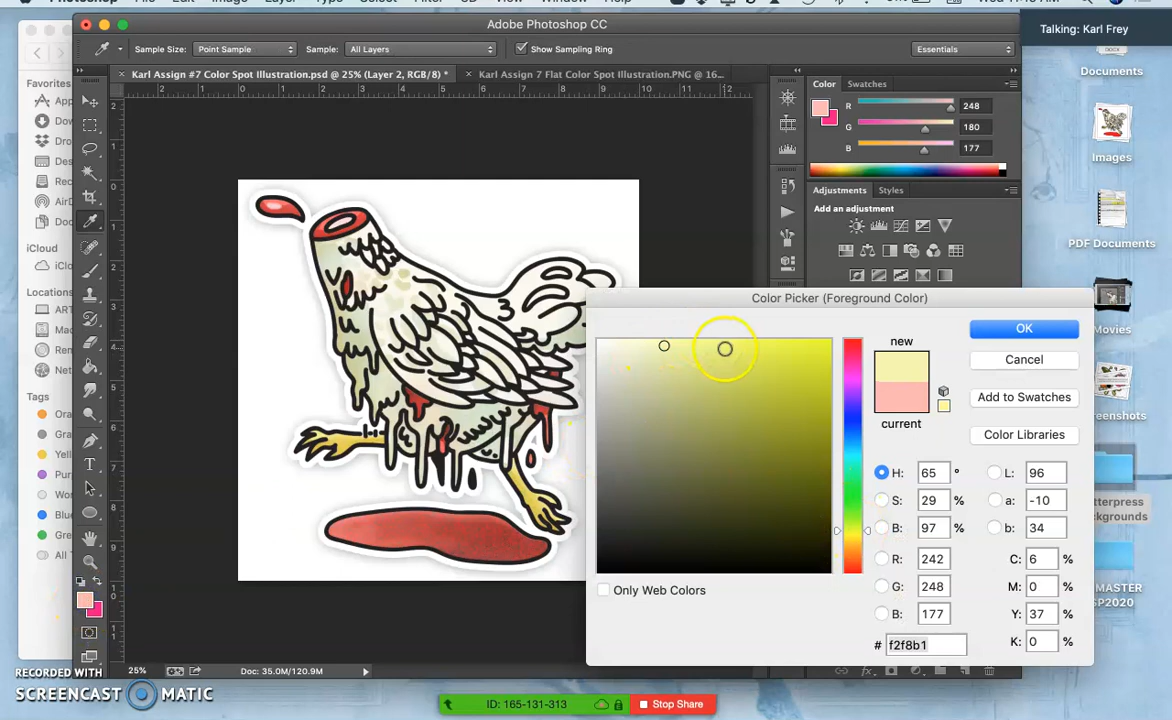 Adobe Photoshop CC
Talking: Karl Frey
Sample Size: Point Sample Sample: All Layers Show Sampling Ring Essentials
Karl Assign #7 Color Spot Illustration.psd @ 25% (Layer 2, RGB/8) * Karl Assign 7 Flat Color Spot Illustration.PNG @ 16...
Favorites
iCloud
Locations
Tags
Color Swatches
R 248
G 180
B 177
Adjustments Styles
Add an adjustment
Documents
Images
PDF Documents
Movies
Color Picker (Foreground Color)
new
current
OK
Cancel
Add to Swatches
Color Libraries
H: 65 °
S: 29 %
B: 97 %
R: 242
G: 248
B: 177
L: 96
a: -10
b: 34
C: 6 %
M: 0 %
Y: 37 %
K: 0 %
# f2f8b1
Only Web Colors
25% Doc: 35.0M/120.9M
RECORDED WITH
SCREENCAST MATIC
ID: 165-131-313 Stop Share